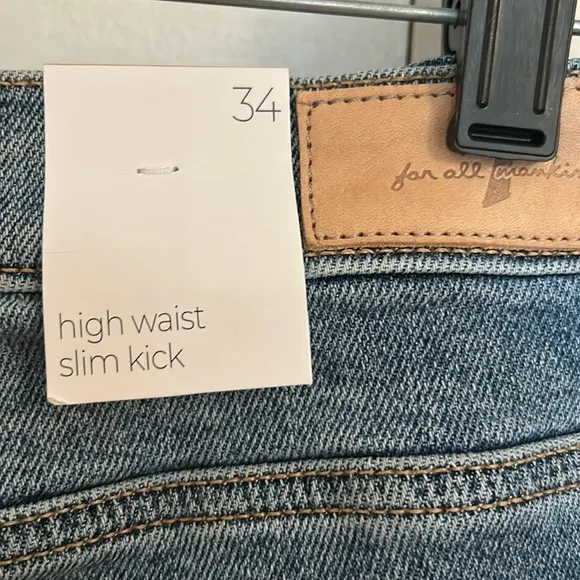 34
for all mankin
high waist
slim kick